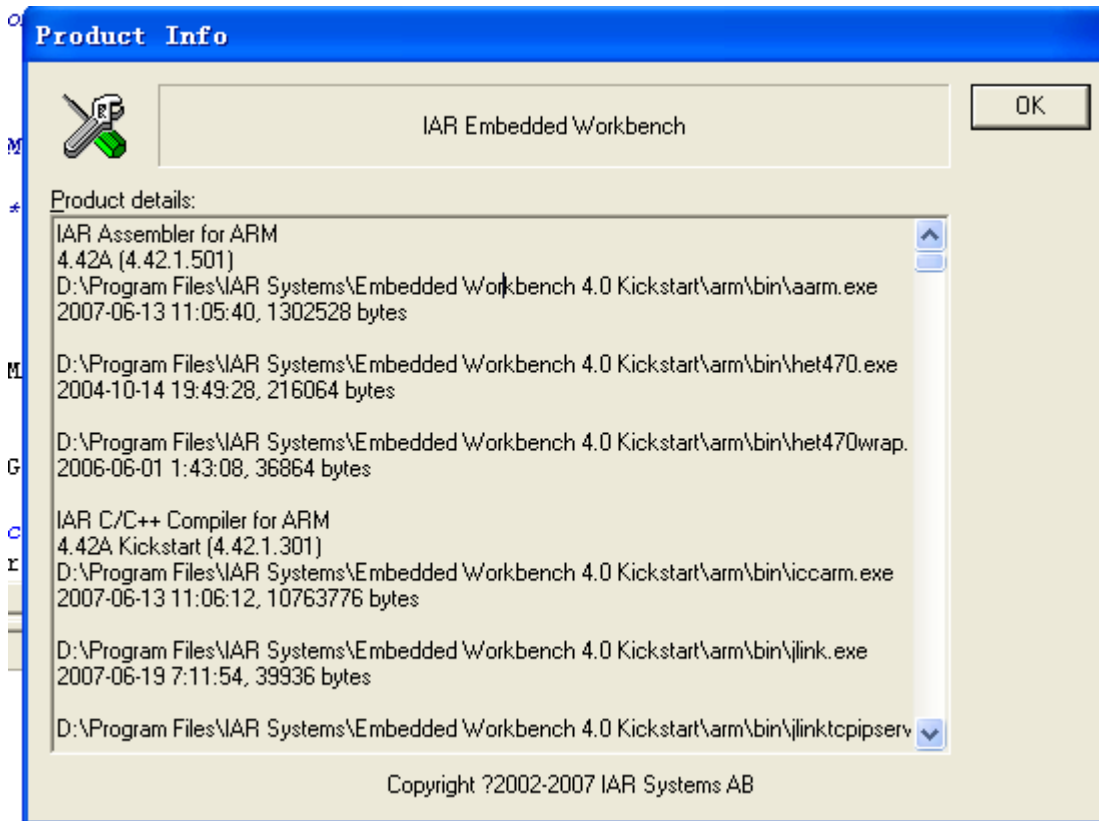 Product Info
IAR Embedded Workbench
OK
Product details:
IAR Assembler for ARM
4.42A (4.42.1.501)
D:\Program Files\IAR Systems\Embedded Workbench 4.0 Kickstart\arm\bin\aarm.exe
2007-06-13 11:05:40, 1302528 bytes
D:\Program Files\IAR Systems\Embedded Workbench 4.0 Kickstart\arm\bin\het470.exe
2004-10-14 19:49:28, 216064 bytes
D:\Program Files\IAR Systems\Embedded Workbench 4.0 Kickstart\arm\bin\het470wrap.
2006-06-01 1:43:08, 36864 bytes
IAR C/C++ Compiler for ARM
4.42A Kickstart (4.42.1.301)
D:\Program Files\IAR Systems\Embedded Workbench 4.0 Kickstart\arm\bin\iccarm.exe
2007-06-13 11:06:12, 10763776 bytes
D:\Program Files\IAR Systems\Embedded Workbench 4.0 Kickstart\arm\bin\jlink.exe
2007-06-19 7:11:54, 39936 bytes
D:\Program Files\IAR Systems\Embedded Workbench 4.0 Kickstart\arm\bin\jlinktcpipserv
Copyright ?2002-2007 IAR Systems AB